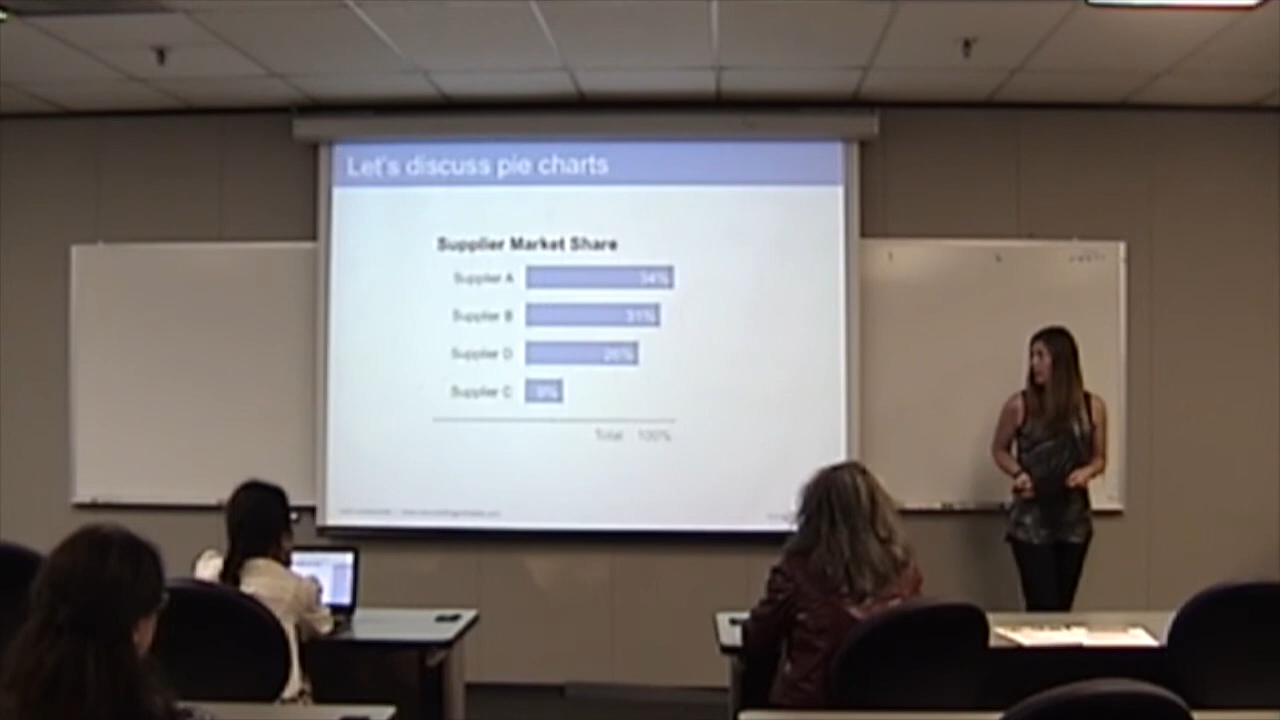 Let's discuss pie charts
Supplier Market Share
Supplier A 34%
Supplier B 31%
Supplier D 26%
Supplier C 9%
Total 100%